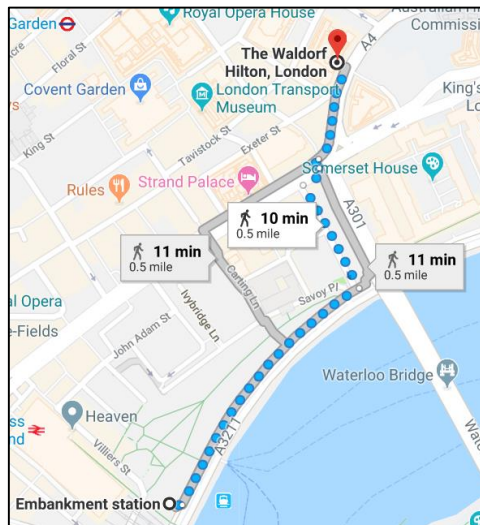 Garden
Royal Opera House
Australian Hi
Commissi
The Waldorf
Hilton, London
A4
Floral St
Covent Garden
London Transport
Museum
King's
Lo
King St
Tavistock St
Exeter St
Somerset House
Rules
Strand Palace
10 min
0.5 mile
A301
11 min
0.5 mile
11 min
0.5 mile
Carting Ln
Savoy Pl
Ivybridge Ln
l Opera
e-Fields
John Adam St
Waterloo Bridge
Heaven
Villiers St
A3211
Embankment station